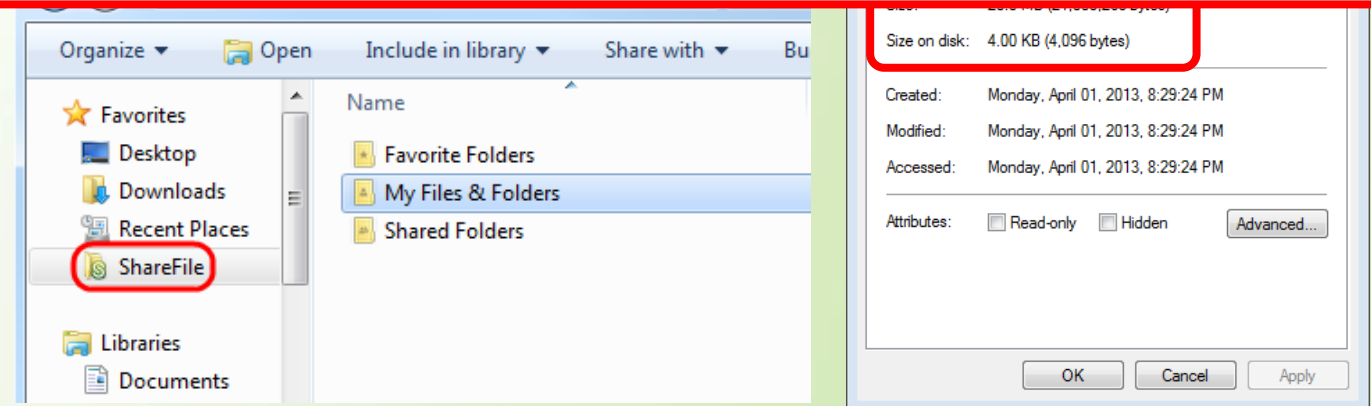 Organize Open Include in library Share with Bu
Name
Favorites
Desktop
Downloads
Recent Places
ShareFile
Libraries
Documents
Favorite Folders
My Files & Folders
Shared Folders
Size on disk: 4.00 KB (4,096 bytes)
Created: Monday, April 01, 2013, 8:29:24 PM
Modified: Monday, April 01, 2013, 8:29:24 PM
Accessed: Monday, April 01, 2013, 8:29:24 PM
Attributes: Read-only Hidden Advanced...
OK Cancel Apply